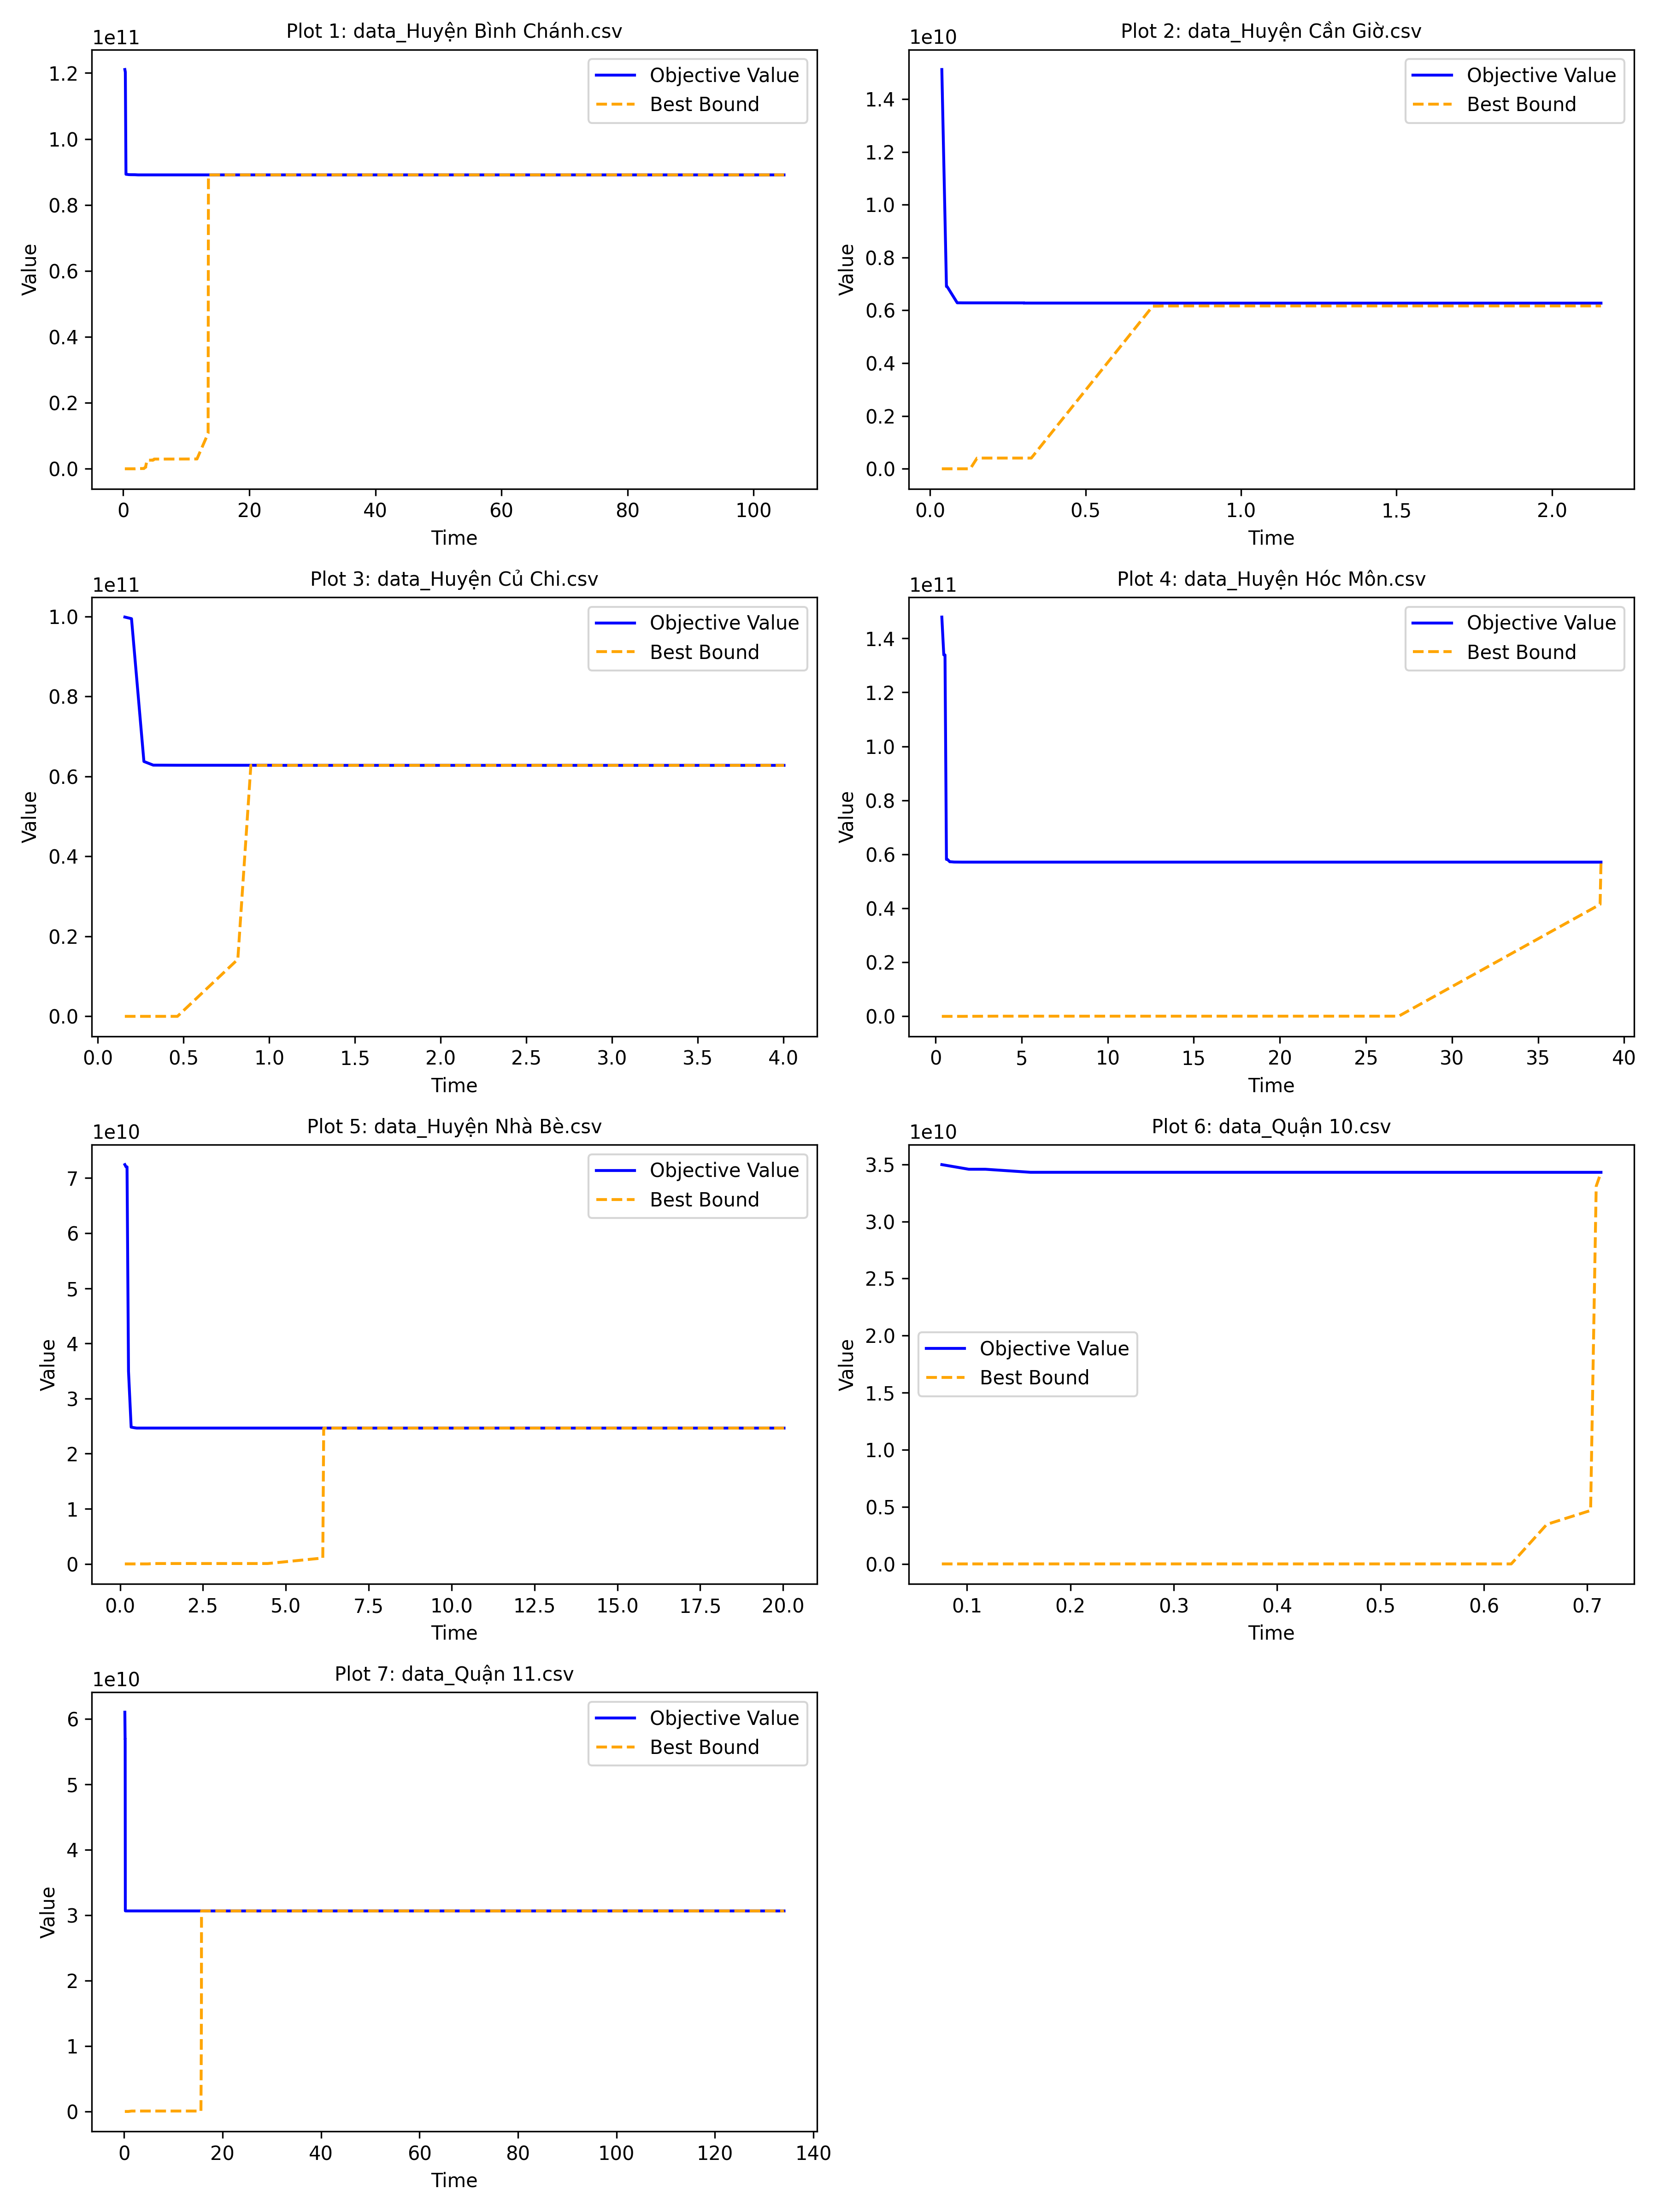 Plot 1: data_Huyện Bình Chánh.csv
1e11
1.2
1.0
0.8
0.6
0.4
0.2
0.0
Value
Objective Value
Best Bound
0 20 40 60 80 100
Time
Plot 2: data_Huyện Cần Giờ.csv
1e10
1.4
1.2
1.0
0.8
0.6
0.4
0.2
0.0
Value
Objective Value
Best Bound
0.0 0.5 1.0 1.5 2.0
Time
Plot 3: data_Huyện Củ Chi.csv
1e11
1.0
0.8
0.6
0.4
0.2
0.0
Value
Objective Value
Best Bound
0.0 0.5 1.0 1.5 2.0 2.5 3.0 3.5 4.0
Time
Plot 4: data_Huyện Hóc Môn.csv
1e11
1.4
1.2
1.0
0.8
0.6
0.4
0.2
0.0
Value
Objective Value
Best Bound
0 5 10 15 20 25 30 35 40
Time
Plot 5: data_Huyện Nhà Bè.csv
1e10
7
6
5
4
3
2
1
0
Value
Objective Value
Best Bound
0.0 2.5 5.0 7.5 10.0 12.5 15.0 17.5 20.0
Time
Plot 6: data_Quận 10.csv
1e10
3.5
3.0
2.5
2.0
1.5
1.0
0.5
0.0
Value
Objective Value
Best Bound
0.1 0.2 0.3 0.4 0.5 0.6 0.7
Time
Plot 7: data_Quận 11.csv
1e10
6
5
4
3
2
1
0
Value
Objective Value
Best Bound
0 20 40 60 80 100 120 140
Time